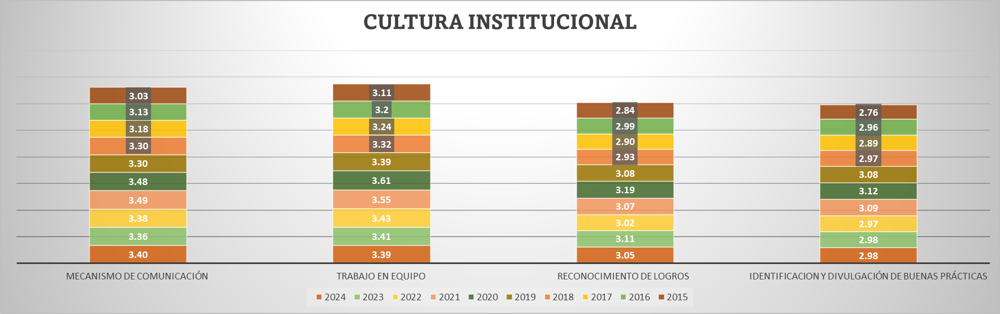 CULTURA INSTITUCIONAL
3.03 3.11 2.84 2.76
3.13 3.2 2.99 2.96
3.18 3.24 2.90 2.89
3.30 3.32 2.93 2.97
3.30 3.39 3.08 3.08
3.48 3.61 3.19 3.12
3.49 3.55 3.07 3.09
3.38 3.43 3.02 2.97
3.36 3.41 3.11 2.98
3.40 3.39 3.05 2.98
MECANISMO DE COMUNICACIÓN TRABAJO EN EQUIPO RECONOCIMIENTO DE LOGROS IDENTIFICACION Y DIVULGACIÓN DE BUENAS PRÁCTICAS
2024 2023 2022 2021 2020 2019 2018 2017 2016 2015